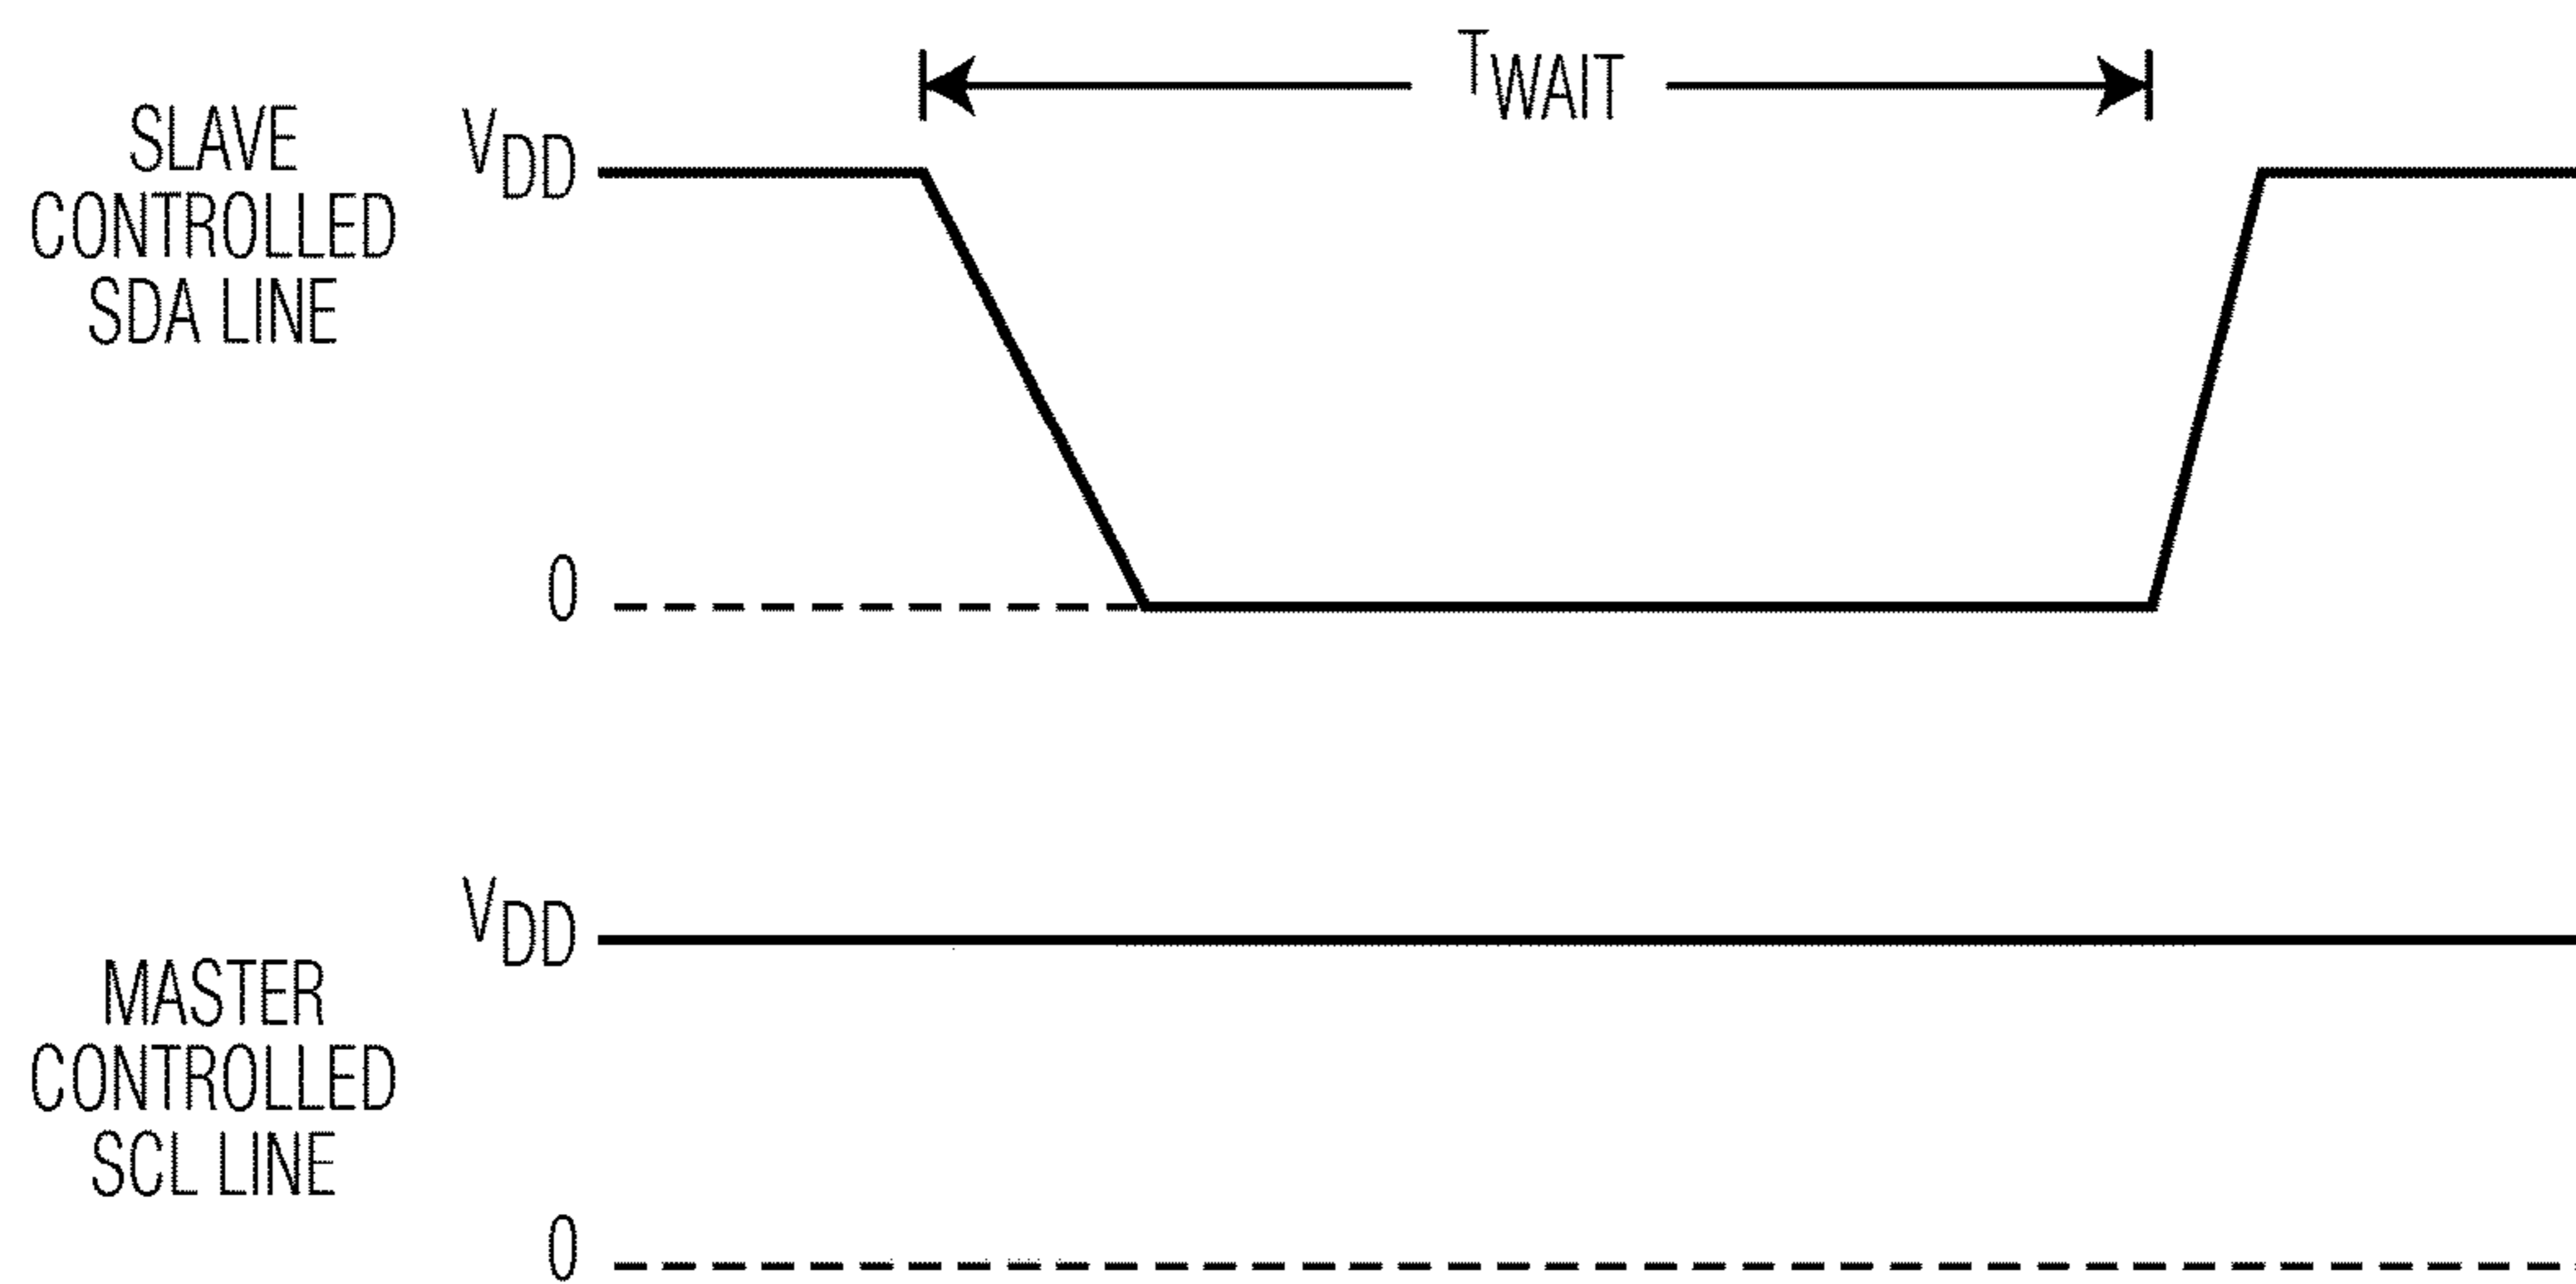 TWAIT
SLAVE
CONTROLLED
SDA LINE
VDD
0
MASTER
CONTROLLED
SCL LINE
VDD
0